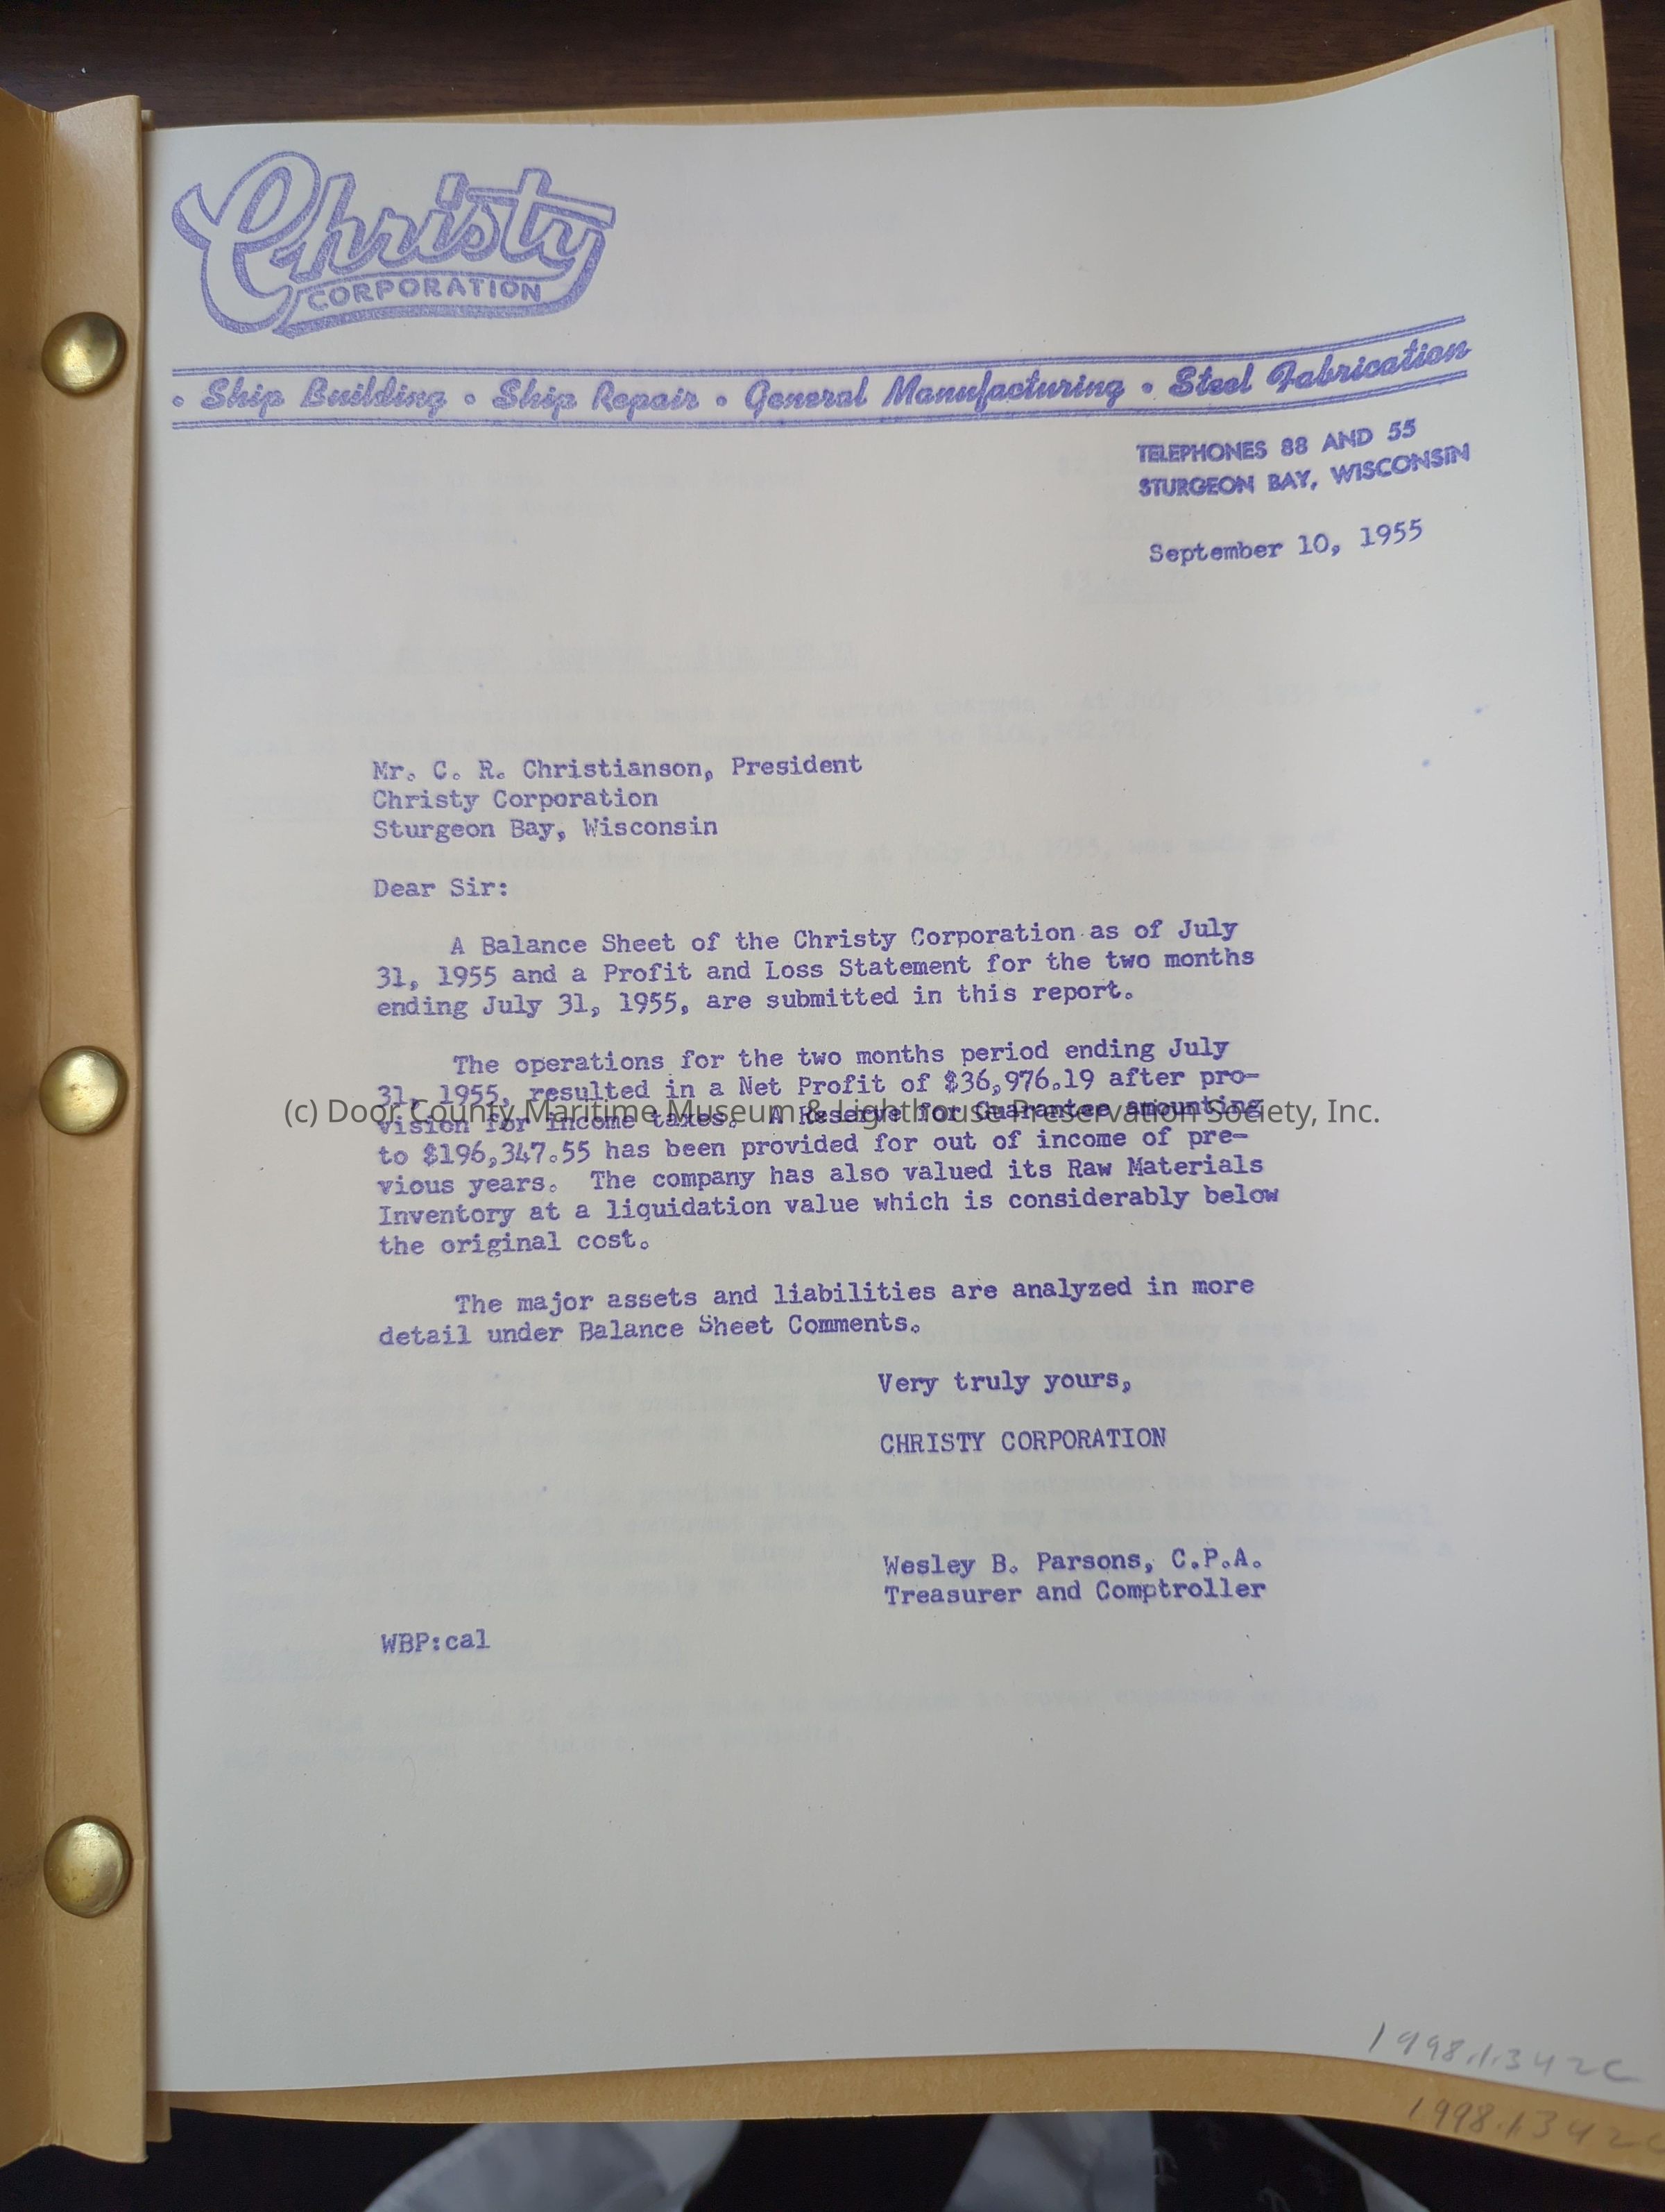 Christy
CORPORATION
• Ship Building • Ship Repair • General Manufacturing • Steel Fabrication
TELEPHONES 88 AND 55
STURGEON BAY, WISCONSIN
September 10, 1955
Mr. C. R. Christianson, President
Christy Corporation
Sturgeon Bay, Wisconsin
Dear Sir:
A Balance Sheet of the Christy Corporation as of July
31, 1955 and a Profit and Loss Statement for the two months
ending July 31, 1955, are submitted in this report.
The operations for the two months period ending July
31, 1955, resulted in a Net Profit of $36,976.19 after pro-
vision for income taxes. A Reserve for Guarantee amounting
(c) Door County Maritime Museum & Lighthouse Preservation Society, Inc.
to $196,347.55 has been provided for out of income of pre-
vious years. The company has also valued its Raw Materials
Inventory at a liquidation value which is considerably below
the original cost.
The major assets and liabilities are analyzed in more
detail under Balance Sheet Comments.
Very truly yours,
CHRISTY CORPORATION
Wesley B. Parsons, C.P.A.
Treasurer and Comptroller
WBP:cal
1998.1.342C
1998.1.342C